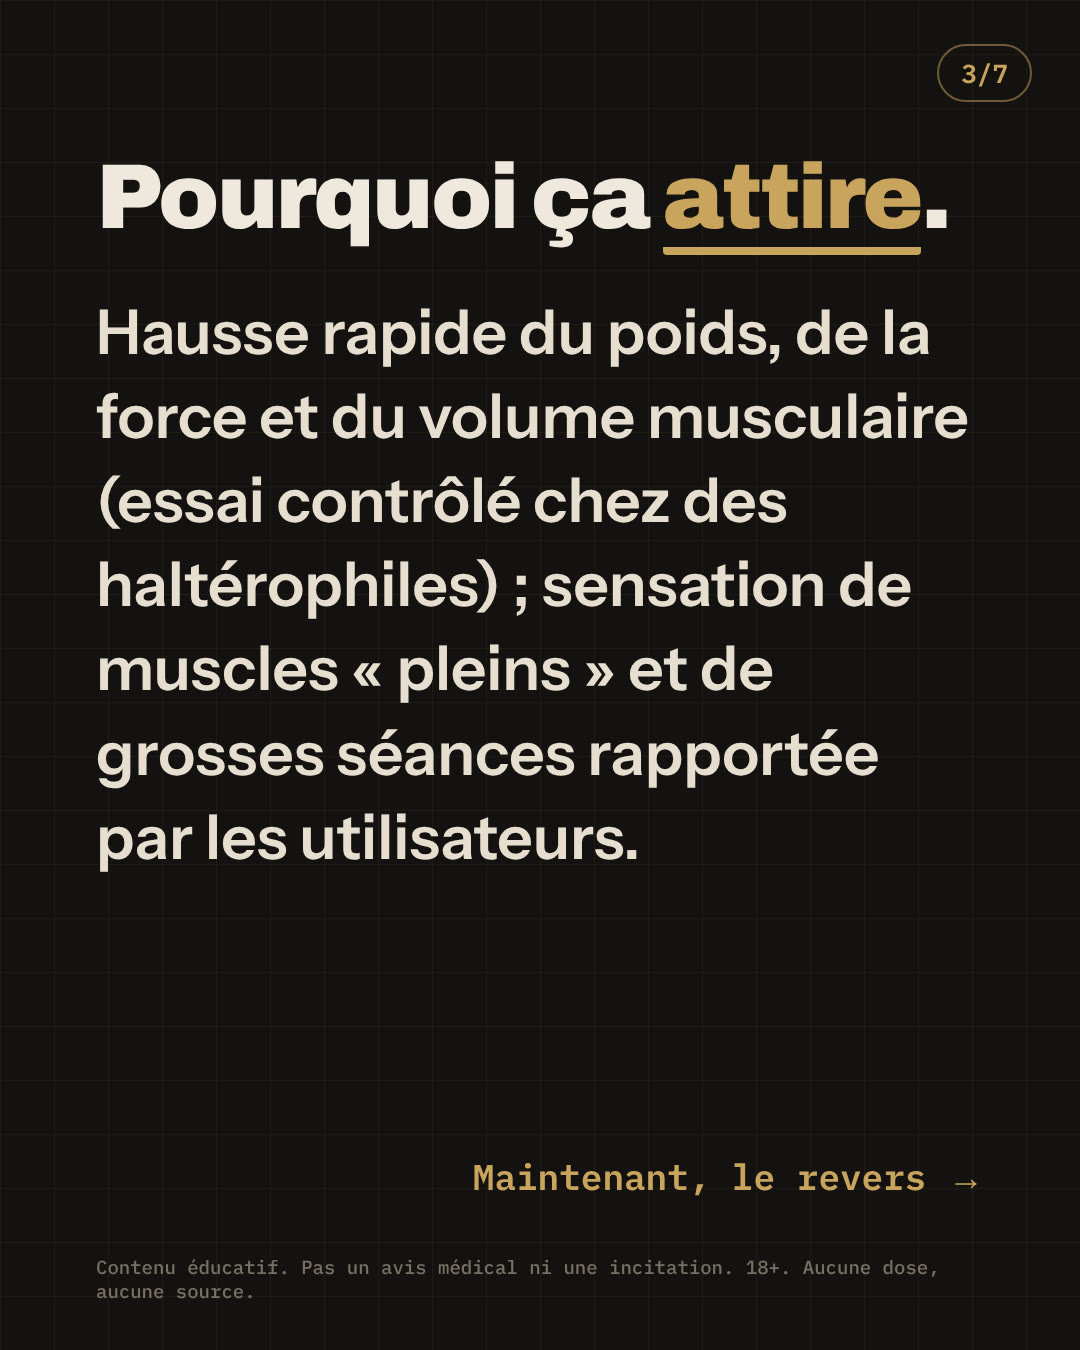 3/7
Pourquoi ça attire.
Hausse rapide du poids, de la
force et du volume musculaire
(essai contrôlé chez des
haltérophiles) ; sensation de
muscles « pleins » et de
grosses séances rapportée
par les utilisateurs.
Maintenant, le revers →
Contenu éducatif. Pas un avis médical ni une incitation. 18+. Aucune dose,
aucune source.